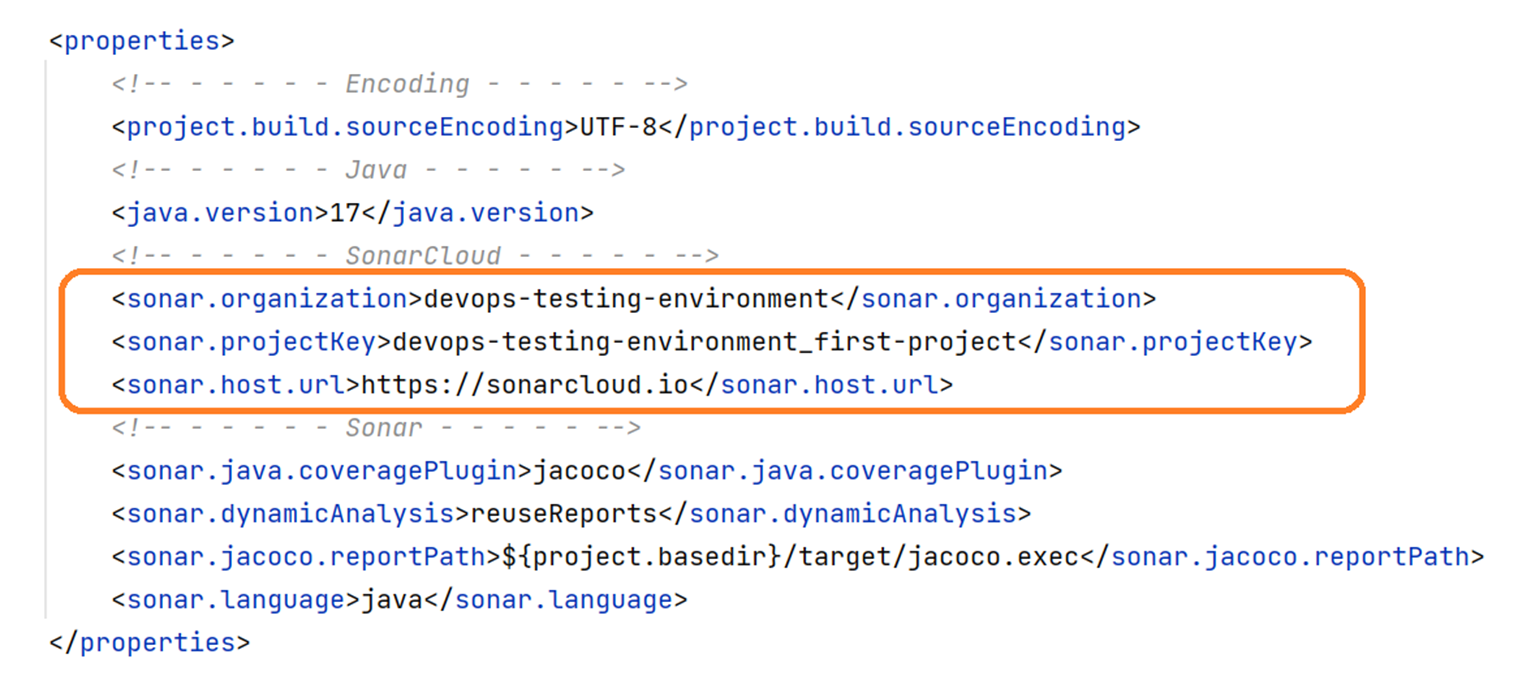 <properties>
<!-- - - - - - Encoding - - - - - -->
<project.build.sourceEncoding>UTF-8</project.build.sourceEncoding>
<!-- - - - - - Java - - - - - -->
<java.version>17</java.version>
<!-- - - - - - SonarCloud - - - - - -->
<sonar.organization>devops-testing-environment</sonar.organization>
<sonar.projectKey>devops-testing-environment_first-project</sonar.projectKey>
<sonar.host.url>https://sonarcloud.io</sonar.host.url>
<!-- - - - - - Sonar - - - - - -->
<sonar.java.coveragePlugin>jacoco</sonar.java.coveragePlugin>
<sonar.dynamicAnalysis>reuseReports</sonar.dynamicAnalysis>
<sonar.jacoco.reportPath>${project.basedir}/target/jacoco.exec</sonar.jacoco.reportPath>
<sonar.language>java</sonar.language>
</properties>